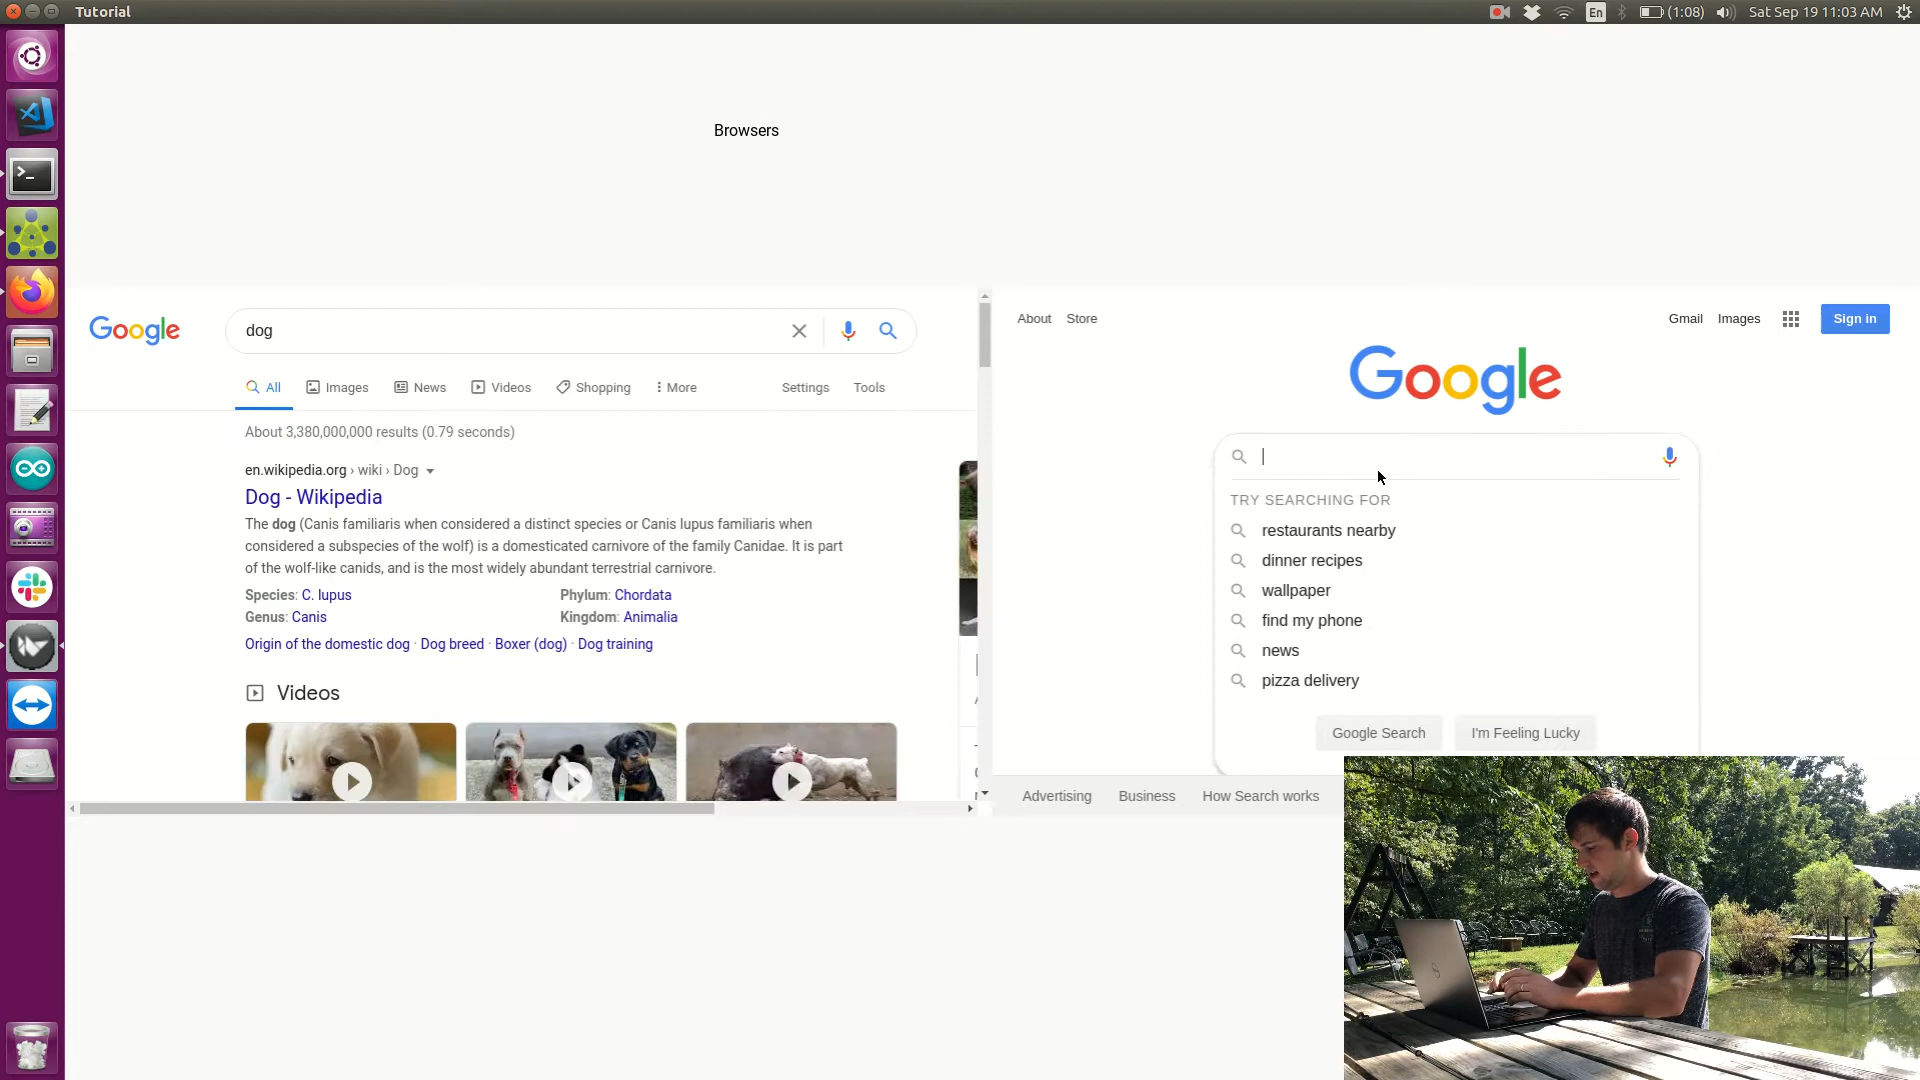 Tutorial
En
(1:08)
Sat Sep 19 11:03 AM
Browsers
Google
dog
All
Images
News
Videos
Shopping
More
Settings
Tools
About 3,380,000,000 results (0.79 seconds)
en.wikipedia.org › wiki › Dog
Dog - Wikipedia
The dog (Canis familiaris when considered a distinct species or Canis lupus familiaris when
considered a subspecies of the wolf) is a domesticated carnivore of the family Canidae. It is part
of the wolf-like canids, and is the most widely abundant terrestrial carnivore.
Species: C. lupus
Phylum: Chordata
Genus: Canis
Kingdom: Animalia
Origin of the domestic dog · Dog breed · Boxer (dog) · Dog training
Videos
About
Store
Gmail
Images
Sign in
Google
TRY SEARCHING FOR
restaurants nearby
dinner recipes
wallpaper
find my phone
news
pizza delivery
Google Search
I'm Feeling Lucky
Advertising
Business
How Search works